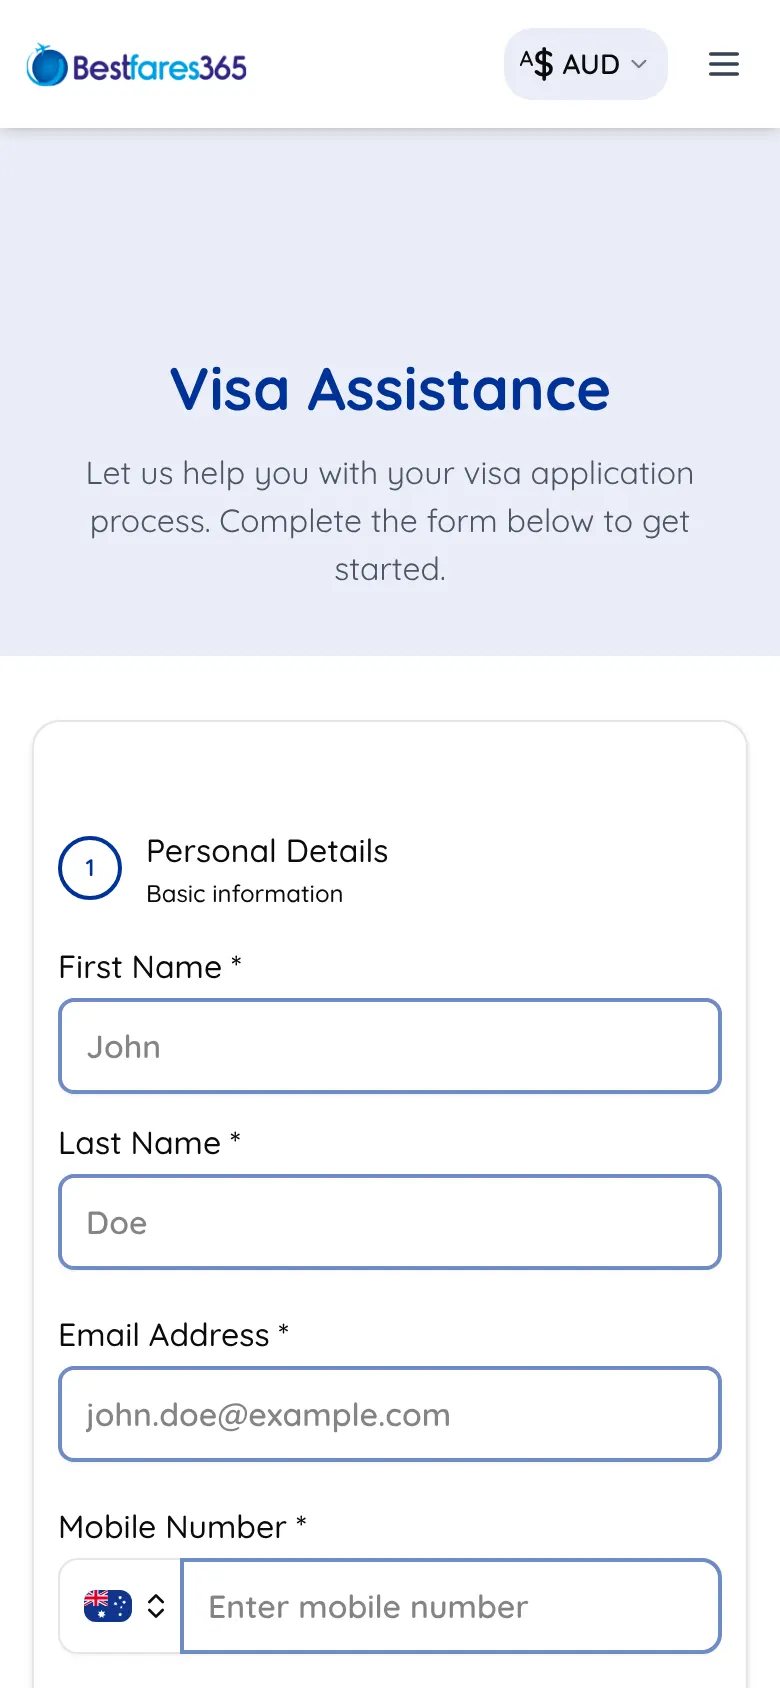 Bestfares365
A$ AUD
Visa Assistance
Let us help you with your visa application
process. Complete the form below to get
started.
1
Personal Details
Basic information
First Name *
John
Last Name *
Doe
Email Address *
john.doe@example.com
Mobile Number *
Enter mobile number